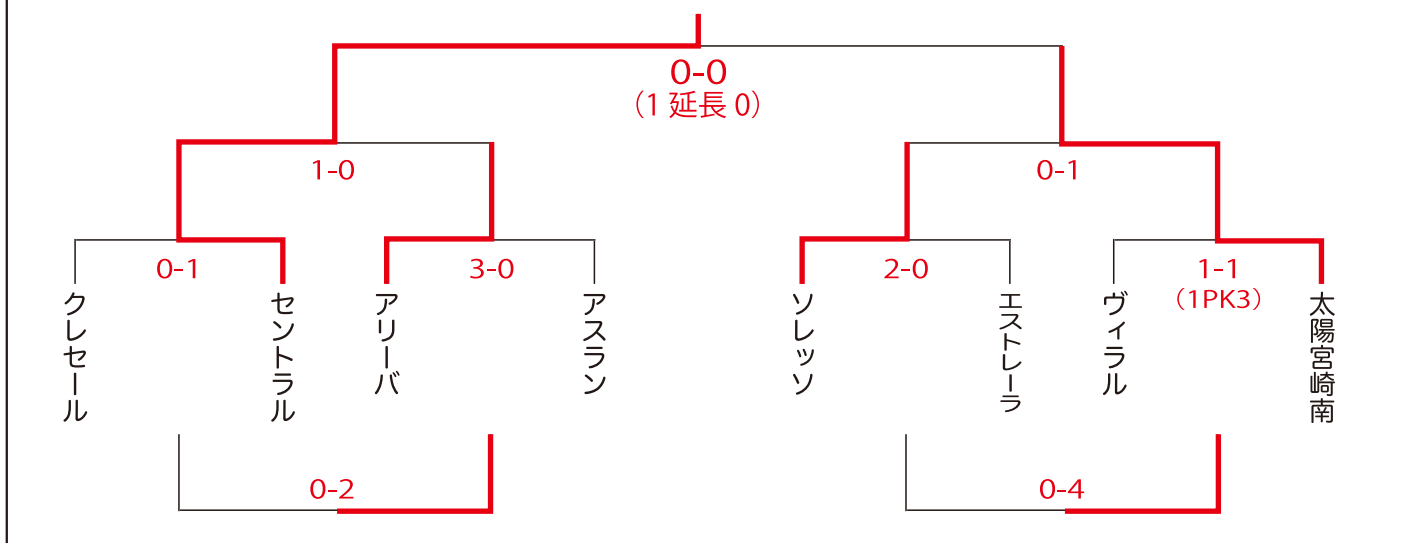 0-0
（1 延長 0）
1-0
0-1
0-1
3-0
2-0
1-1
（1PK3）
クレセール
セントラル
アリーバ
アスラン
ソレッソ
エストレーラ
ヴィラル
太陽宮崎南
0-2
0-4